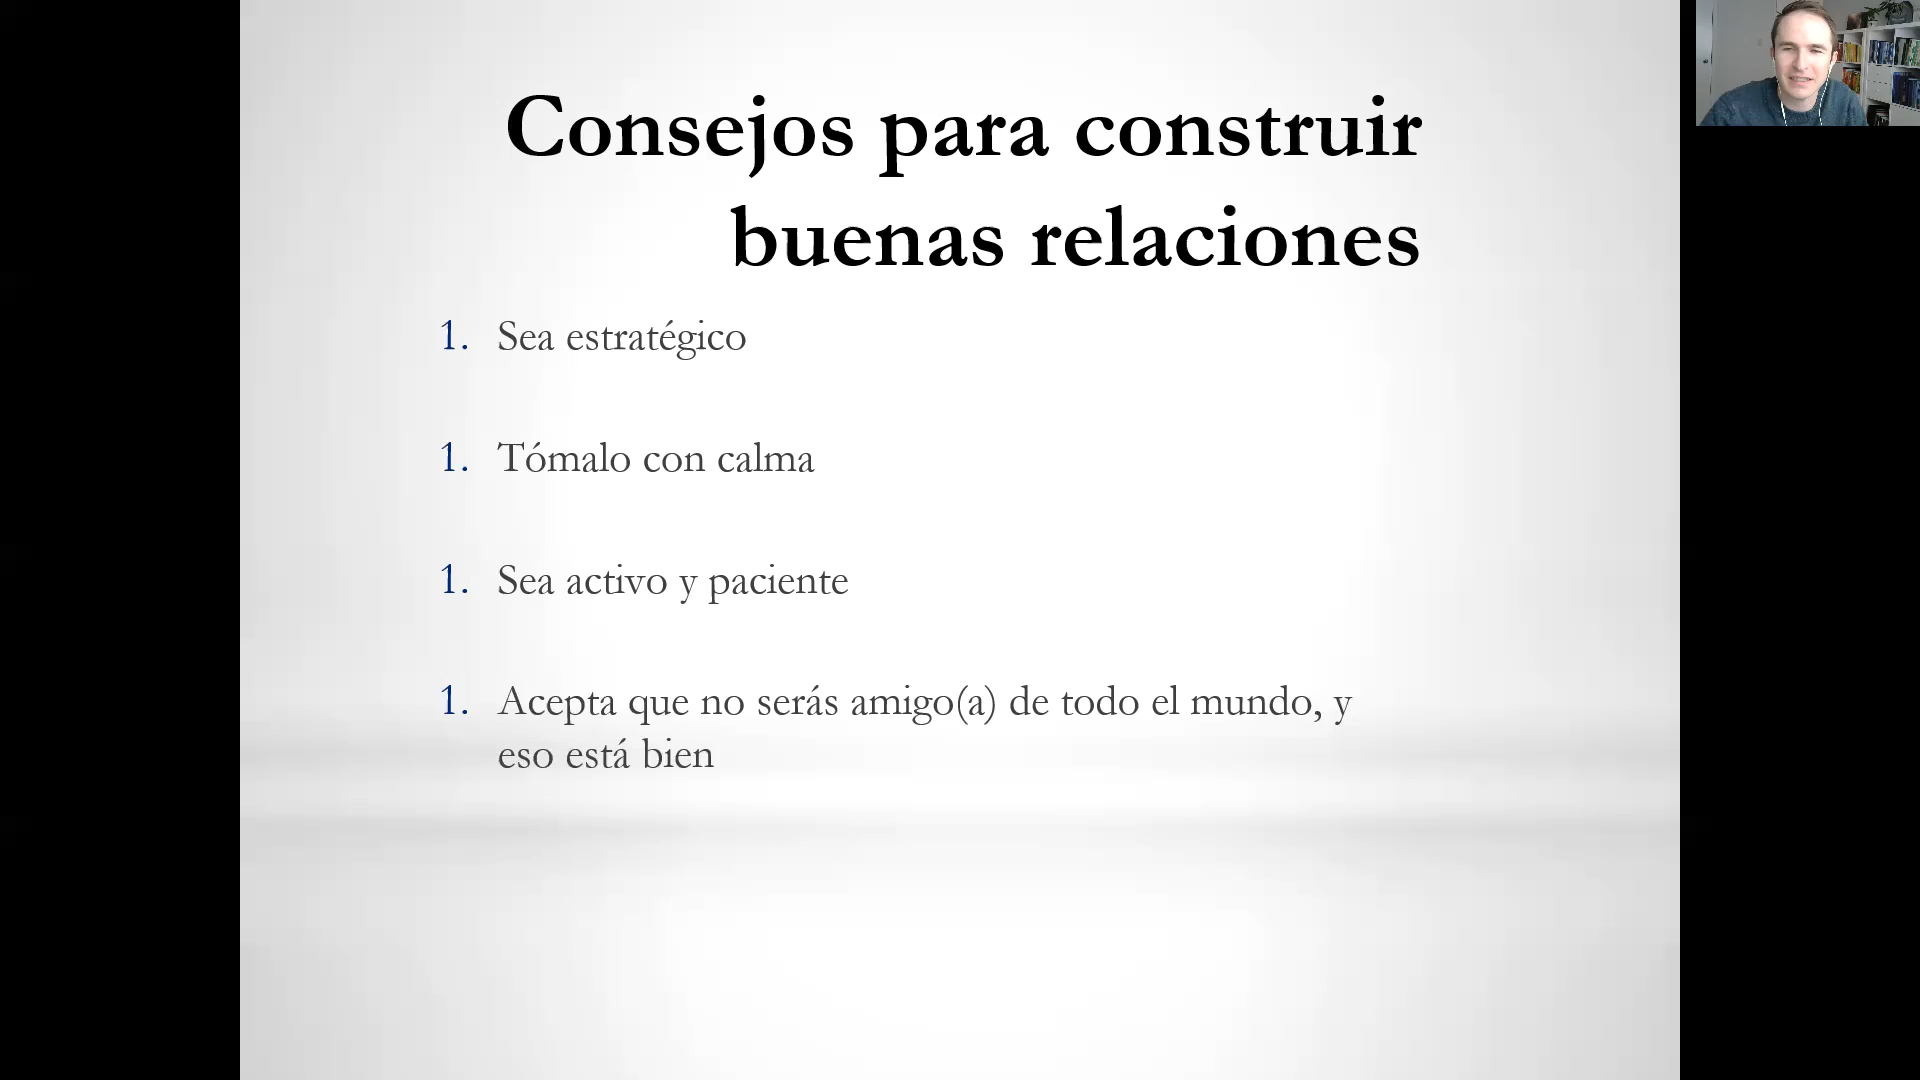 Consejos para construir
buenas relaciones
1. Sea estratégico
1. Tómalo con calma
1. Sea activo y paciente
1. Acepta que no serás amigo(a) de todo el mundo, y
eso está bien